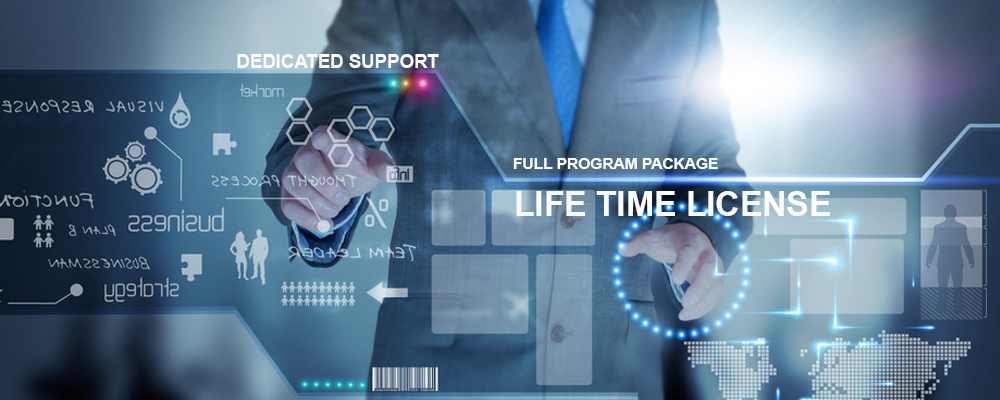 DEDICATED SUPPORT
market
VISUAL RESPONSE
FULL PROGRAM PACKAGE
THOUGHT PROCESS
info
LIFE TIME LICENSE
FUNCTION
business
PLAN B
%
TEAM LEADER
BUSINESSMAN
strategy